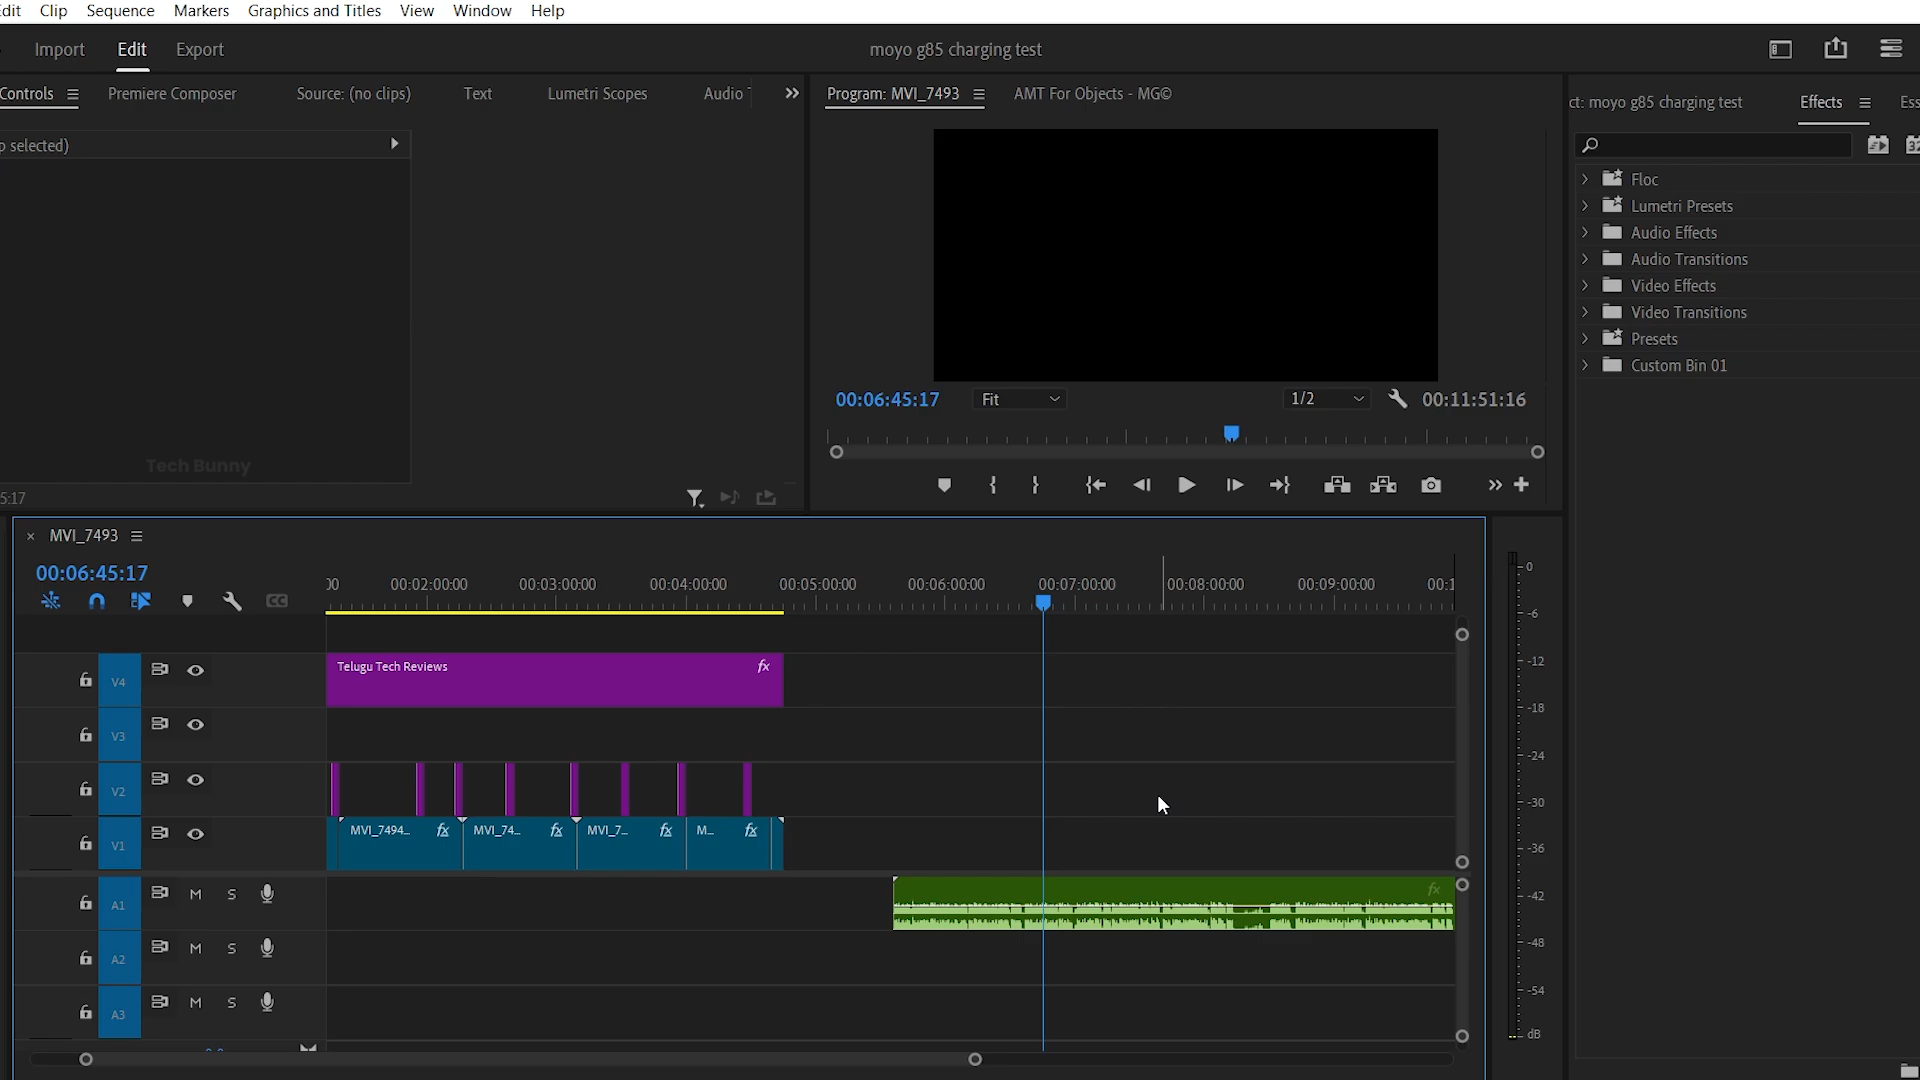 Clip Sequence Markers Graphics and Titles View Window Help
Import Edit Export
moyo g85 charging test
Controls Premiere Composer Source: (no clips) Text Lumetri Scopes Audio
selected)
Tech Bunny
5:17
Program: MVI_7493 AMT For Objects - MG©
00:06:45:17 Fit 1/2 00:11:51:16
ct: moyo g85 charging test Effects Ess
Floc
Lumetri Presets
Audio Effects
Audio Transitions
Video Effects
Video Transitions
Presets
Custom Bin 01
× MVI_7493
00:06:45:17
00:02:00:00 00:03:00:00 00:04:00:00 00:05:00:00 00:06:00:00 00:07:00:00 00:08:00:00 00:09:00:00 00:1
V4 Telugu Tech Reviews fx
V3
V2
V1 MVI_7494... fx MVI_74... fx MVI_7... fx M... fx
A1 M S fx
A2 M S
A3 M S
0
-6
-12
-18
-24
-30
-36
-42
-48
-54
dB